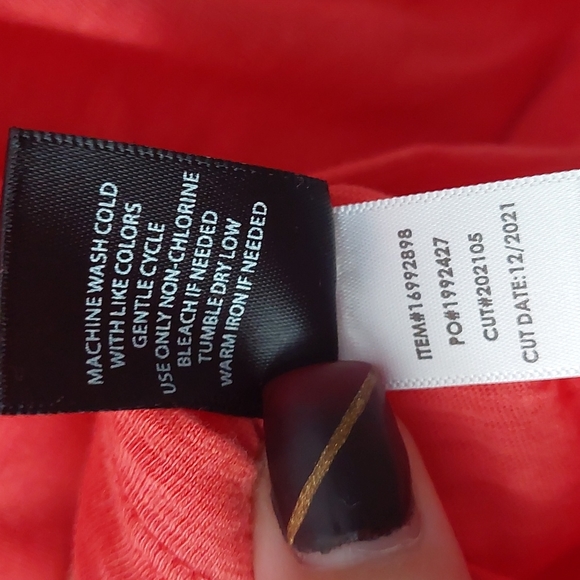 MACHINE WASH COLD
WITH LIKE COLORS
GENTLE CYCLE
USE ONLY NON-CHLORINE
BLEACH IF NEEDED
TUMBLE DRY LOW
WARM IRON IF NEEDED
ITEM#16992898
PO#1992427
CUT#202105
CUT DATE:12/2021